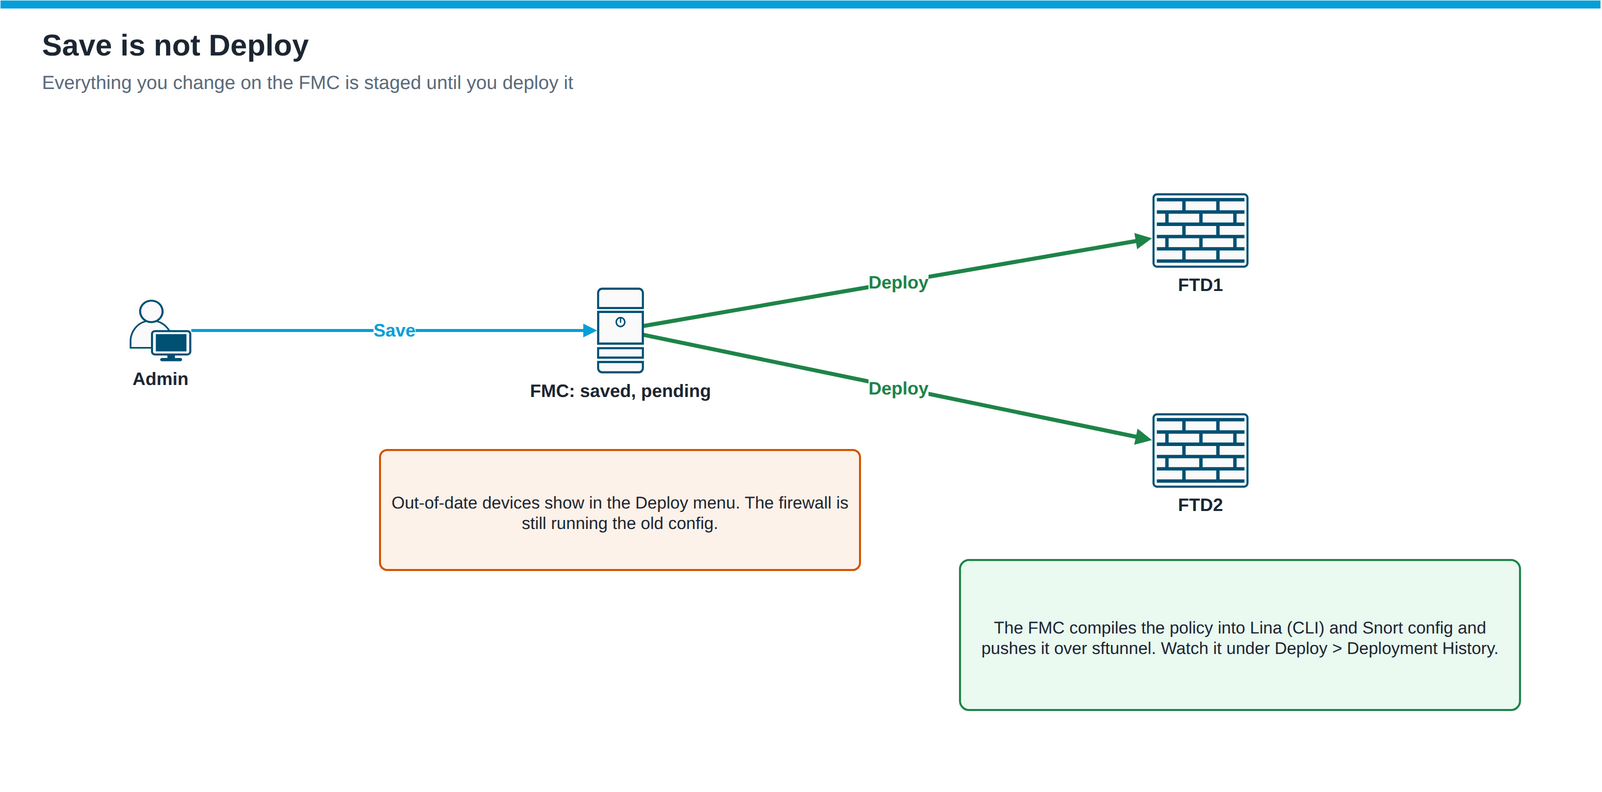 Save is not Deploy
Everything you change on the FMC is staged until you deploy it
FTD1
Deploy
Save
Admin
FMC: saved, pending
Deploy
FTD2
Out-of-date devices show in the Deploy menu. The firewall is
still running the old config.
The FMC compiles the policy into Lina (CLI) and Snort config and
pushes it over sftunnel. Watch it under Deploy > Deployment History.